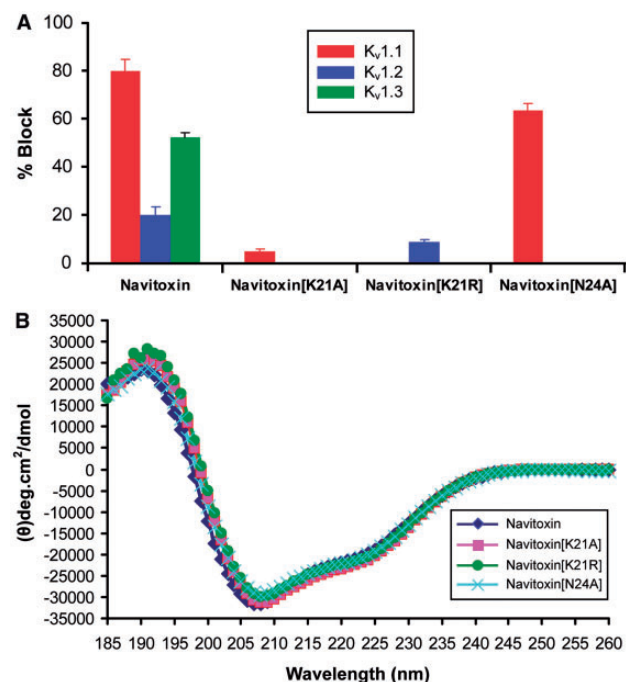 A
100
80
60
40
20
0
% Block
Kv1.1
Kv1.2
Kv1.3
Navitoxin Navitoxin[K21A] Navitoxin[K21R] Navitoxin[N24A]
B
35000
30000
25000
20000
15000
10000
5000
0
-5000
-10000
-15000
-20000
-25000
-30000
-35000
(θ)deg.cm²/dmol
Navitoxin
Navitoxin[K21A]
Navitoxin[K21R]
Navitoxin[N24A]
185 190 195 200 205 210 215 220 225 230 235 240 245 250 255 260
Wavelength (nm)